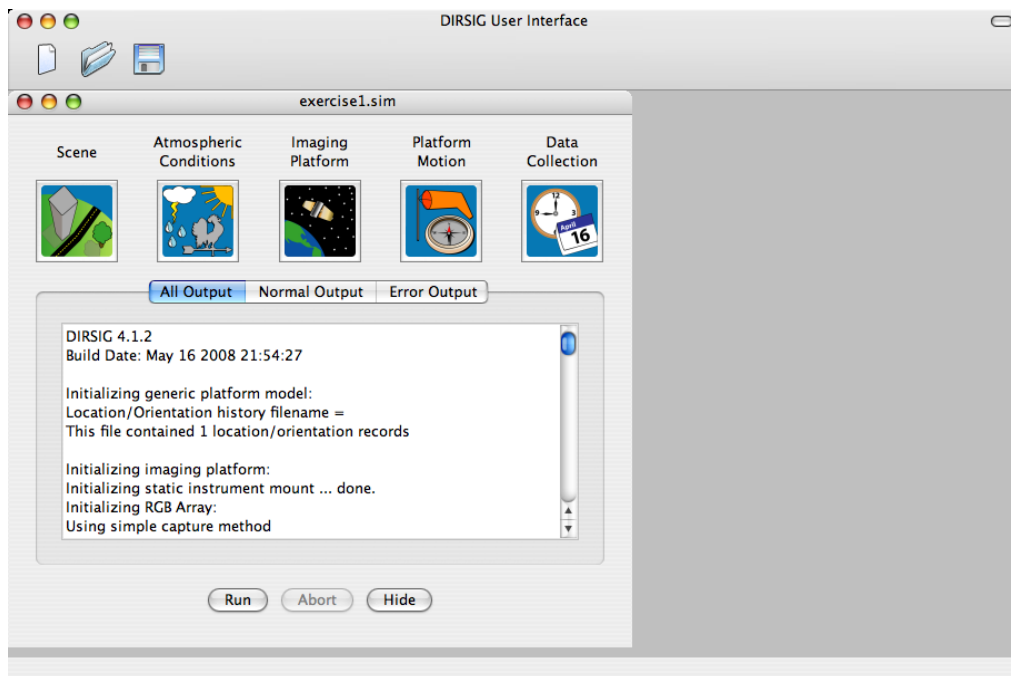 DIRSIG User Interface
exercise1.sim
Scene
Atmospheric
Conditions
Imaging
Platform
Platform
Motion
Data
Collection
12
9
3
April
16
All Output
Normal Output
Error Output
DIRSIG 4.1.2
Build Date: May 16 2008 21:54:27
Initializing generic platform model:
Location/Orientation history filename =
This file contained 1 location/orientation records
Initializing imaging platform:
Initializing static instrument mount ... done.
Initializing RGB Array:
Using simple capture method
Run
Abort
Hide